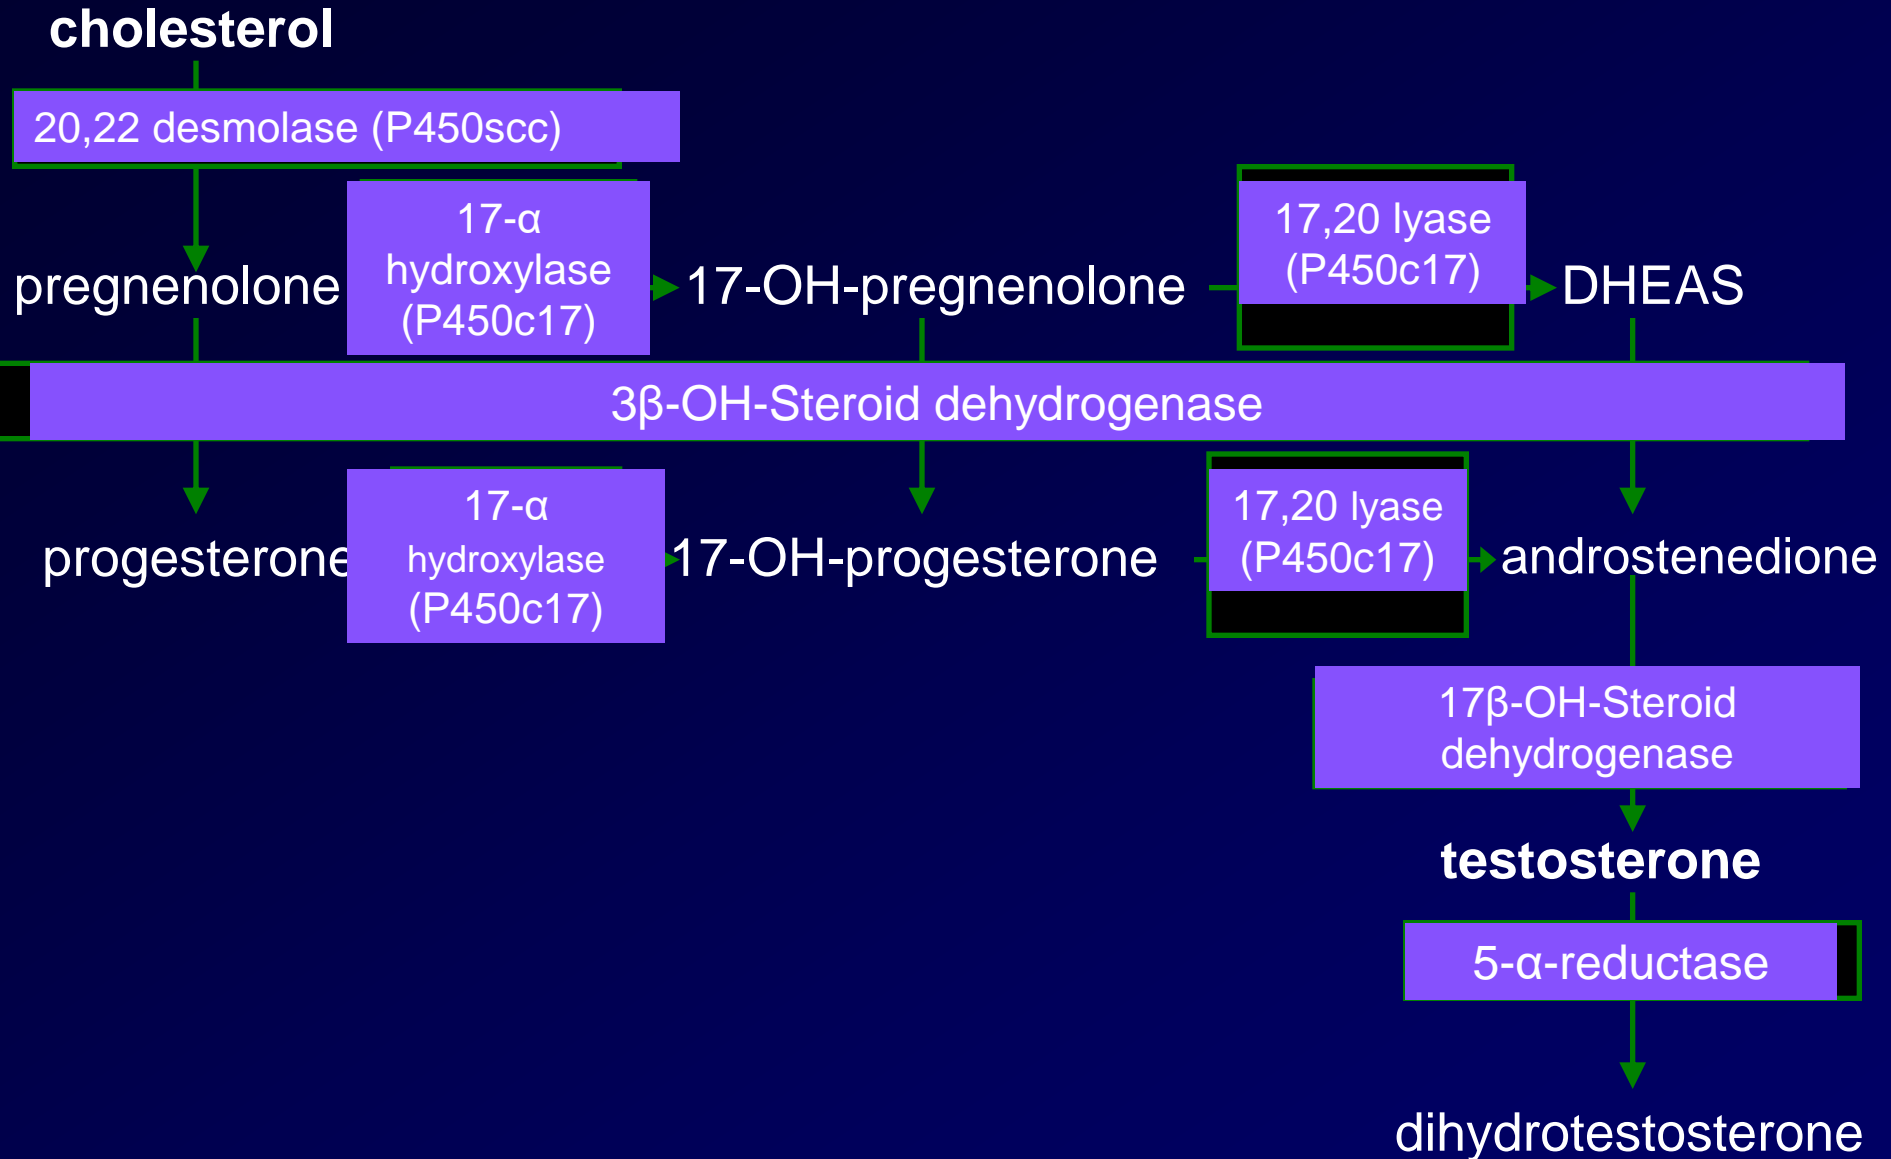 cholesterol
20,22 desmolase (P450scc)
17-α
hydroxylase
(P450c17)
17,20 lyase
(P450c17)
pregnenolone
17-OH-pregnenolone
DHEAS
3β-OH-Steroid dehydrogenase
17-α
hydroxylase
(P450c17)
17,20 lyase
(P450c17)
progesterone
17-OH-progesterone
androstenedione
17β-OH-Steroid
dehydrogenase
testosterone
5-α-reductase
dihydrotestosterone